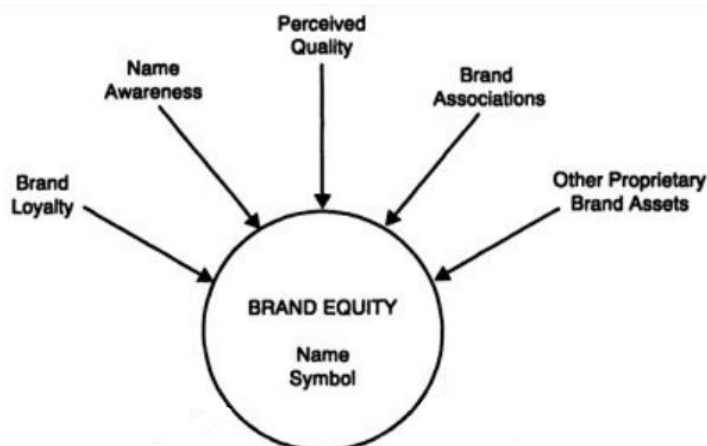 Perceived
Quality
Name
Awareness
Brand
Associations
Brand
Loyalty
Other Proprietary
Brand Assets
BRAND EQUITY
Name
Symbol